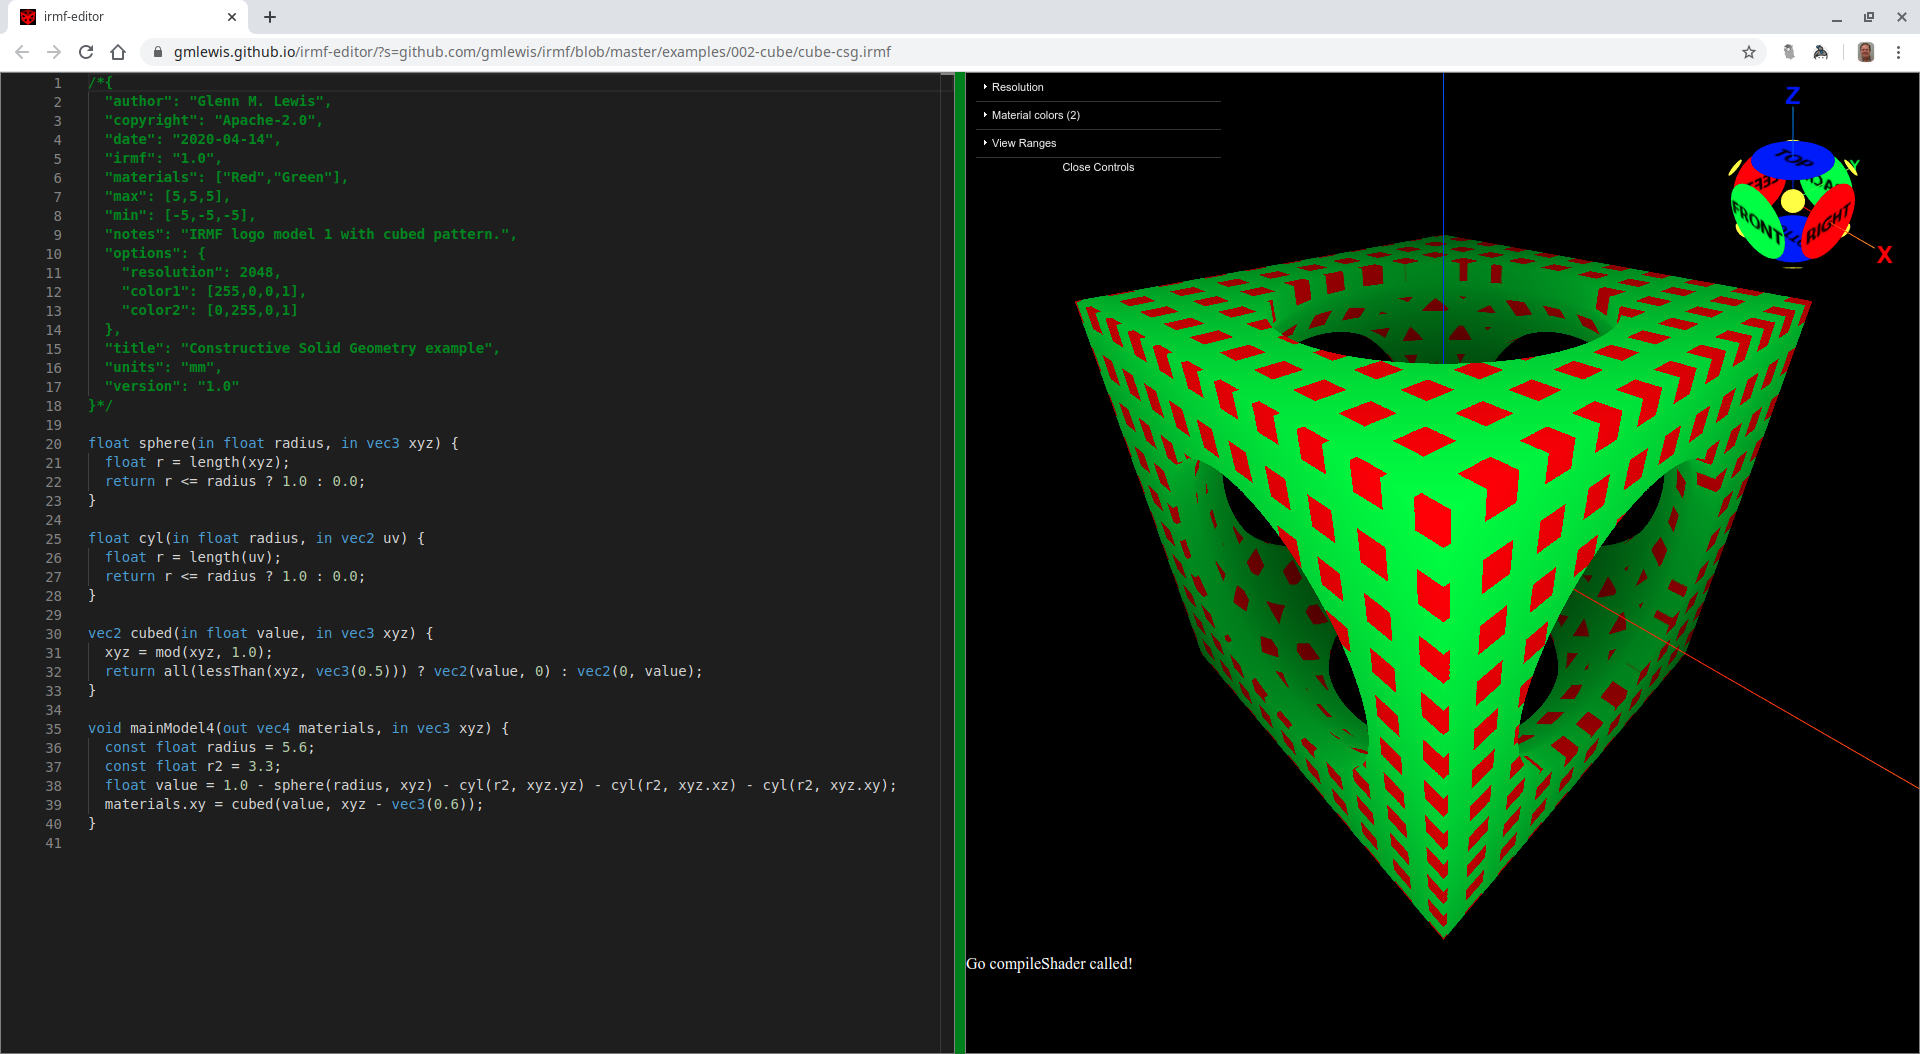 irmf-editor
gmlewis.github.io/irmf-editor/?s=github.com/gmlewis/irmf/blob/master/examples/002-cube/cube-csg.irmf
1 /*{
2   "author": "Glenn M. Lewis",
3   "copyright": "Apache-2.0",
4   "date": "2020-04-14",
5   "irmf": "1.0",
6   "materials": ["Red","Green"],
7   "max": [5,5,5],
8   "min": [-5,-5,-5],
9   "notes": "IRMF logo model 1 with cubed pattern.",
10   "options": {
11     "resolution": 2048,
12     "color1": [255,0,0,1],
13     "color2": [0,255,0,1]
14   },
15   "title": "Constructive Solid Geometry example",
16   "units": "mm",
17   "version": "1.0"
18 }*/
19
20 float sphere(in float radius, in vec3 xyz) {
21   float r = length(xyz);
22   return r <= radius ? 1.0 : 0.0;
23 }
24
25 float cyl(in float radius, in vec2 uv) {
26   float r = length(uv);
27   return r <= radius ? 1.0 : 0.0;
28 }
29
30 vec2 cubed(in float value, in vec3 xyz) {
31   xyz = mod(xyz, 1.0);
32   return all(lessThan(xyz, vec3(0.5))) ? vec2(value, 0) : vec2(0, value);
33 }
34
35 void mainModel4(out vec4 materials, in vec3 xyz) {
36   const float radius = 5.6;
37   const float r2 = 3.3;
38   float value = 1.0 - sphere(radius, xyz) - cyl(r2, xyz.yz) - cyl(r2, xyz.xz) - cyl(r2, xyz.xy);
39   materials.xy = cubed(value, xyz - vec3(0.6));
40 }
41
Resolution
Material colors (2)
View Ranges
Close Controls
Z
TOP
Y
FRONT
RIGHT
X
Go compileShader called!